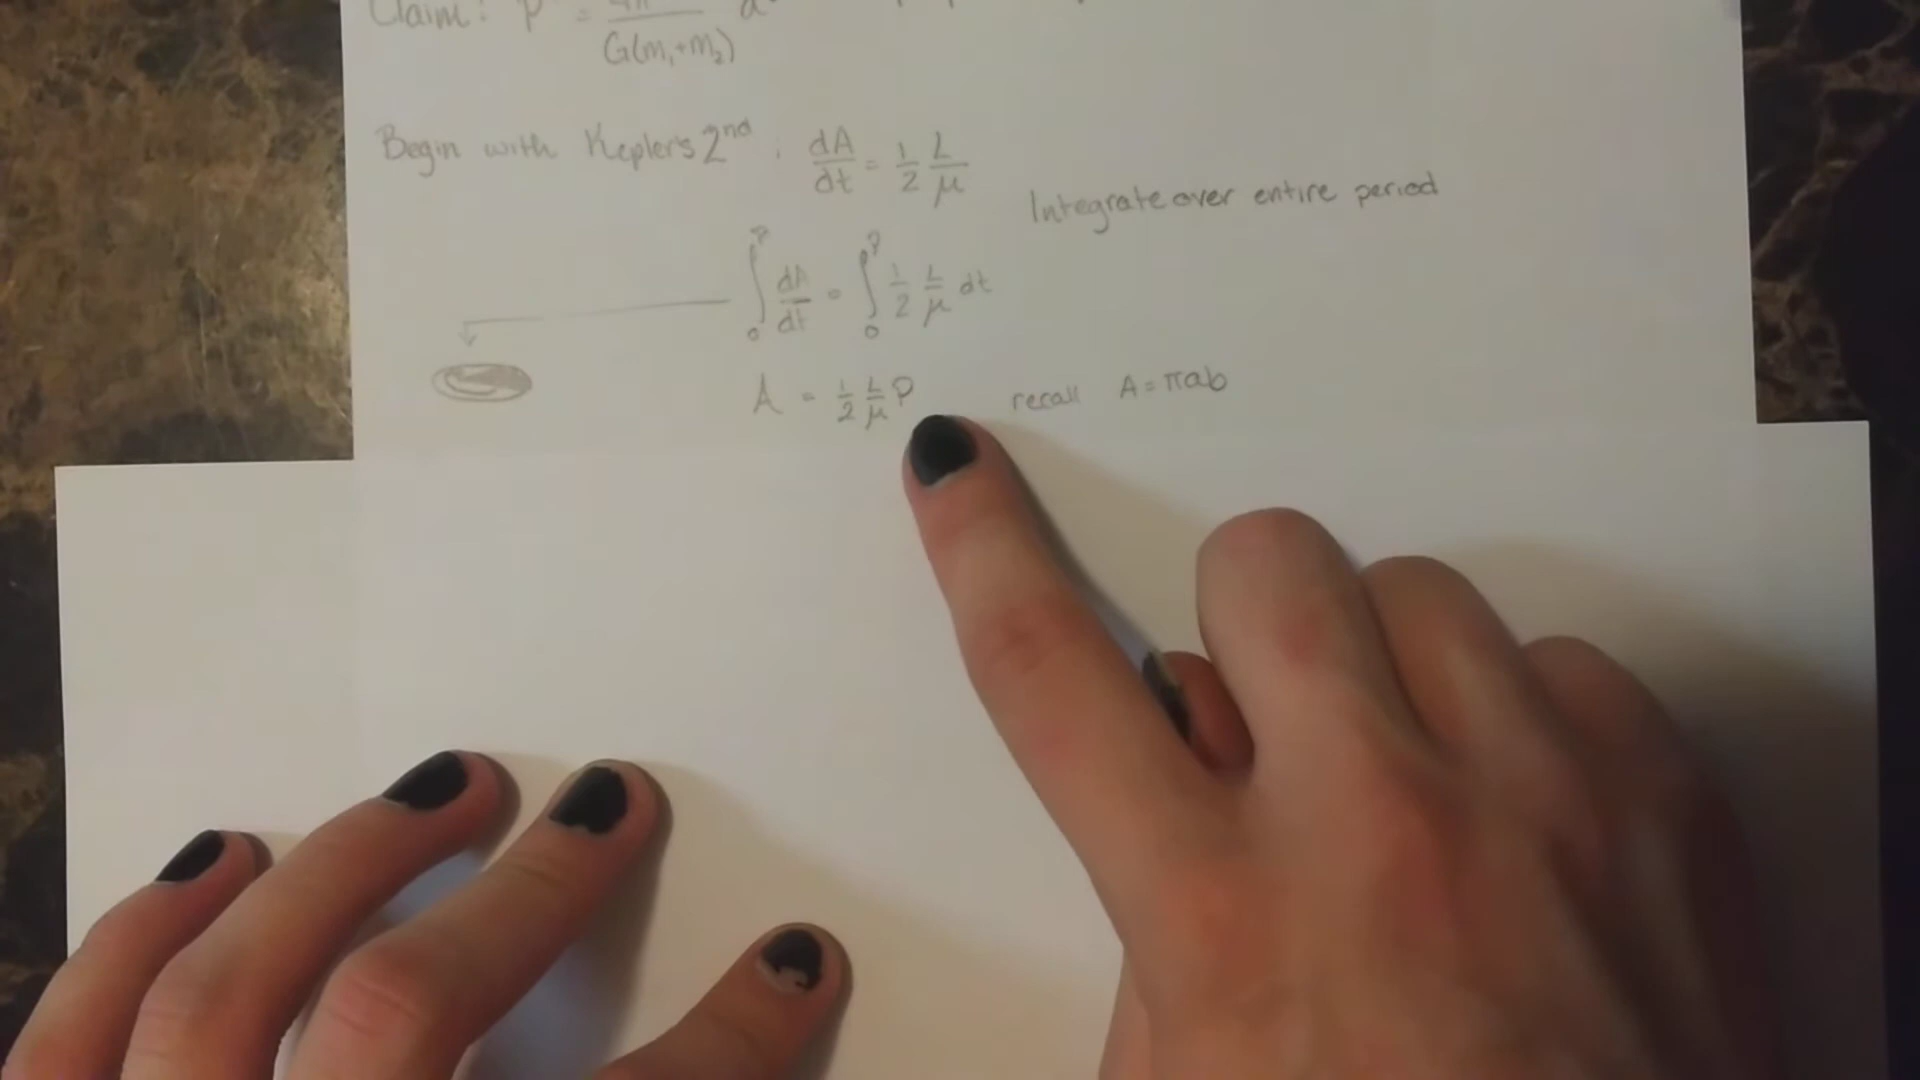 Claim: P =
G(m₁+m₂)
Begin with Kepler's 2nd : dA/dt = 1/2 L/μ
Integrate over entire period
∫₀ᴾ dA/dt = ∫₀ᴾ 1/2 L/μ dt
A = 1/2 L/μ P recall A = πab